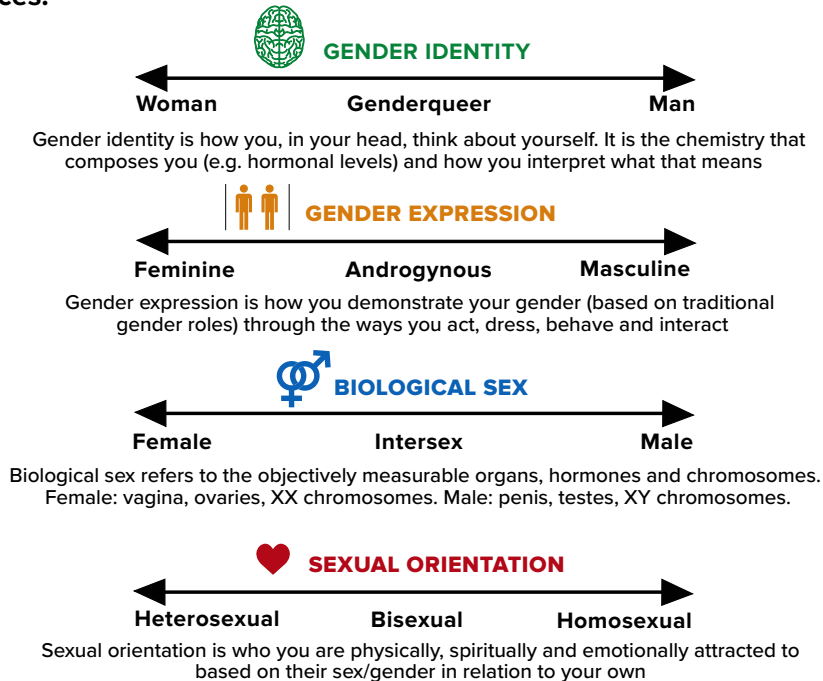 ces.
GENDER IDENTITY
Woman Genderqueer Man
Gender identity is how you, in your head, think about yourself. It is the chemistry that
composes you (e.g. hormonal levels) and how you interpret what that means
GENDER EXPRESSION
Feminine Androgynous Masculine
Gender expression is how you demonstrate your gender (based on traditional
gender roles) through the ways you act, dress, behave and interact
BIOLOGICAL SEX
Female Intersex Male
Biological sex refers to the objectively measurable organs, hormones and chromosomes.
Female: vagina, ovaries, XX chromosomes. Male: penis, testes, XY chromosomes.
SEXUAL ORIENTATION
Heterosexual Bisexual Homosexual
Sexual orientation is who you are physically, spiritually and emotionally attracted to
based on their sex/gender in relation to your own